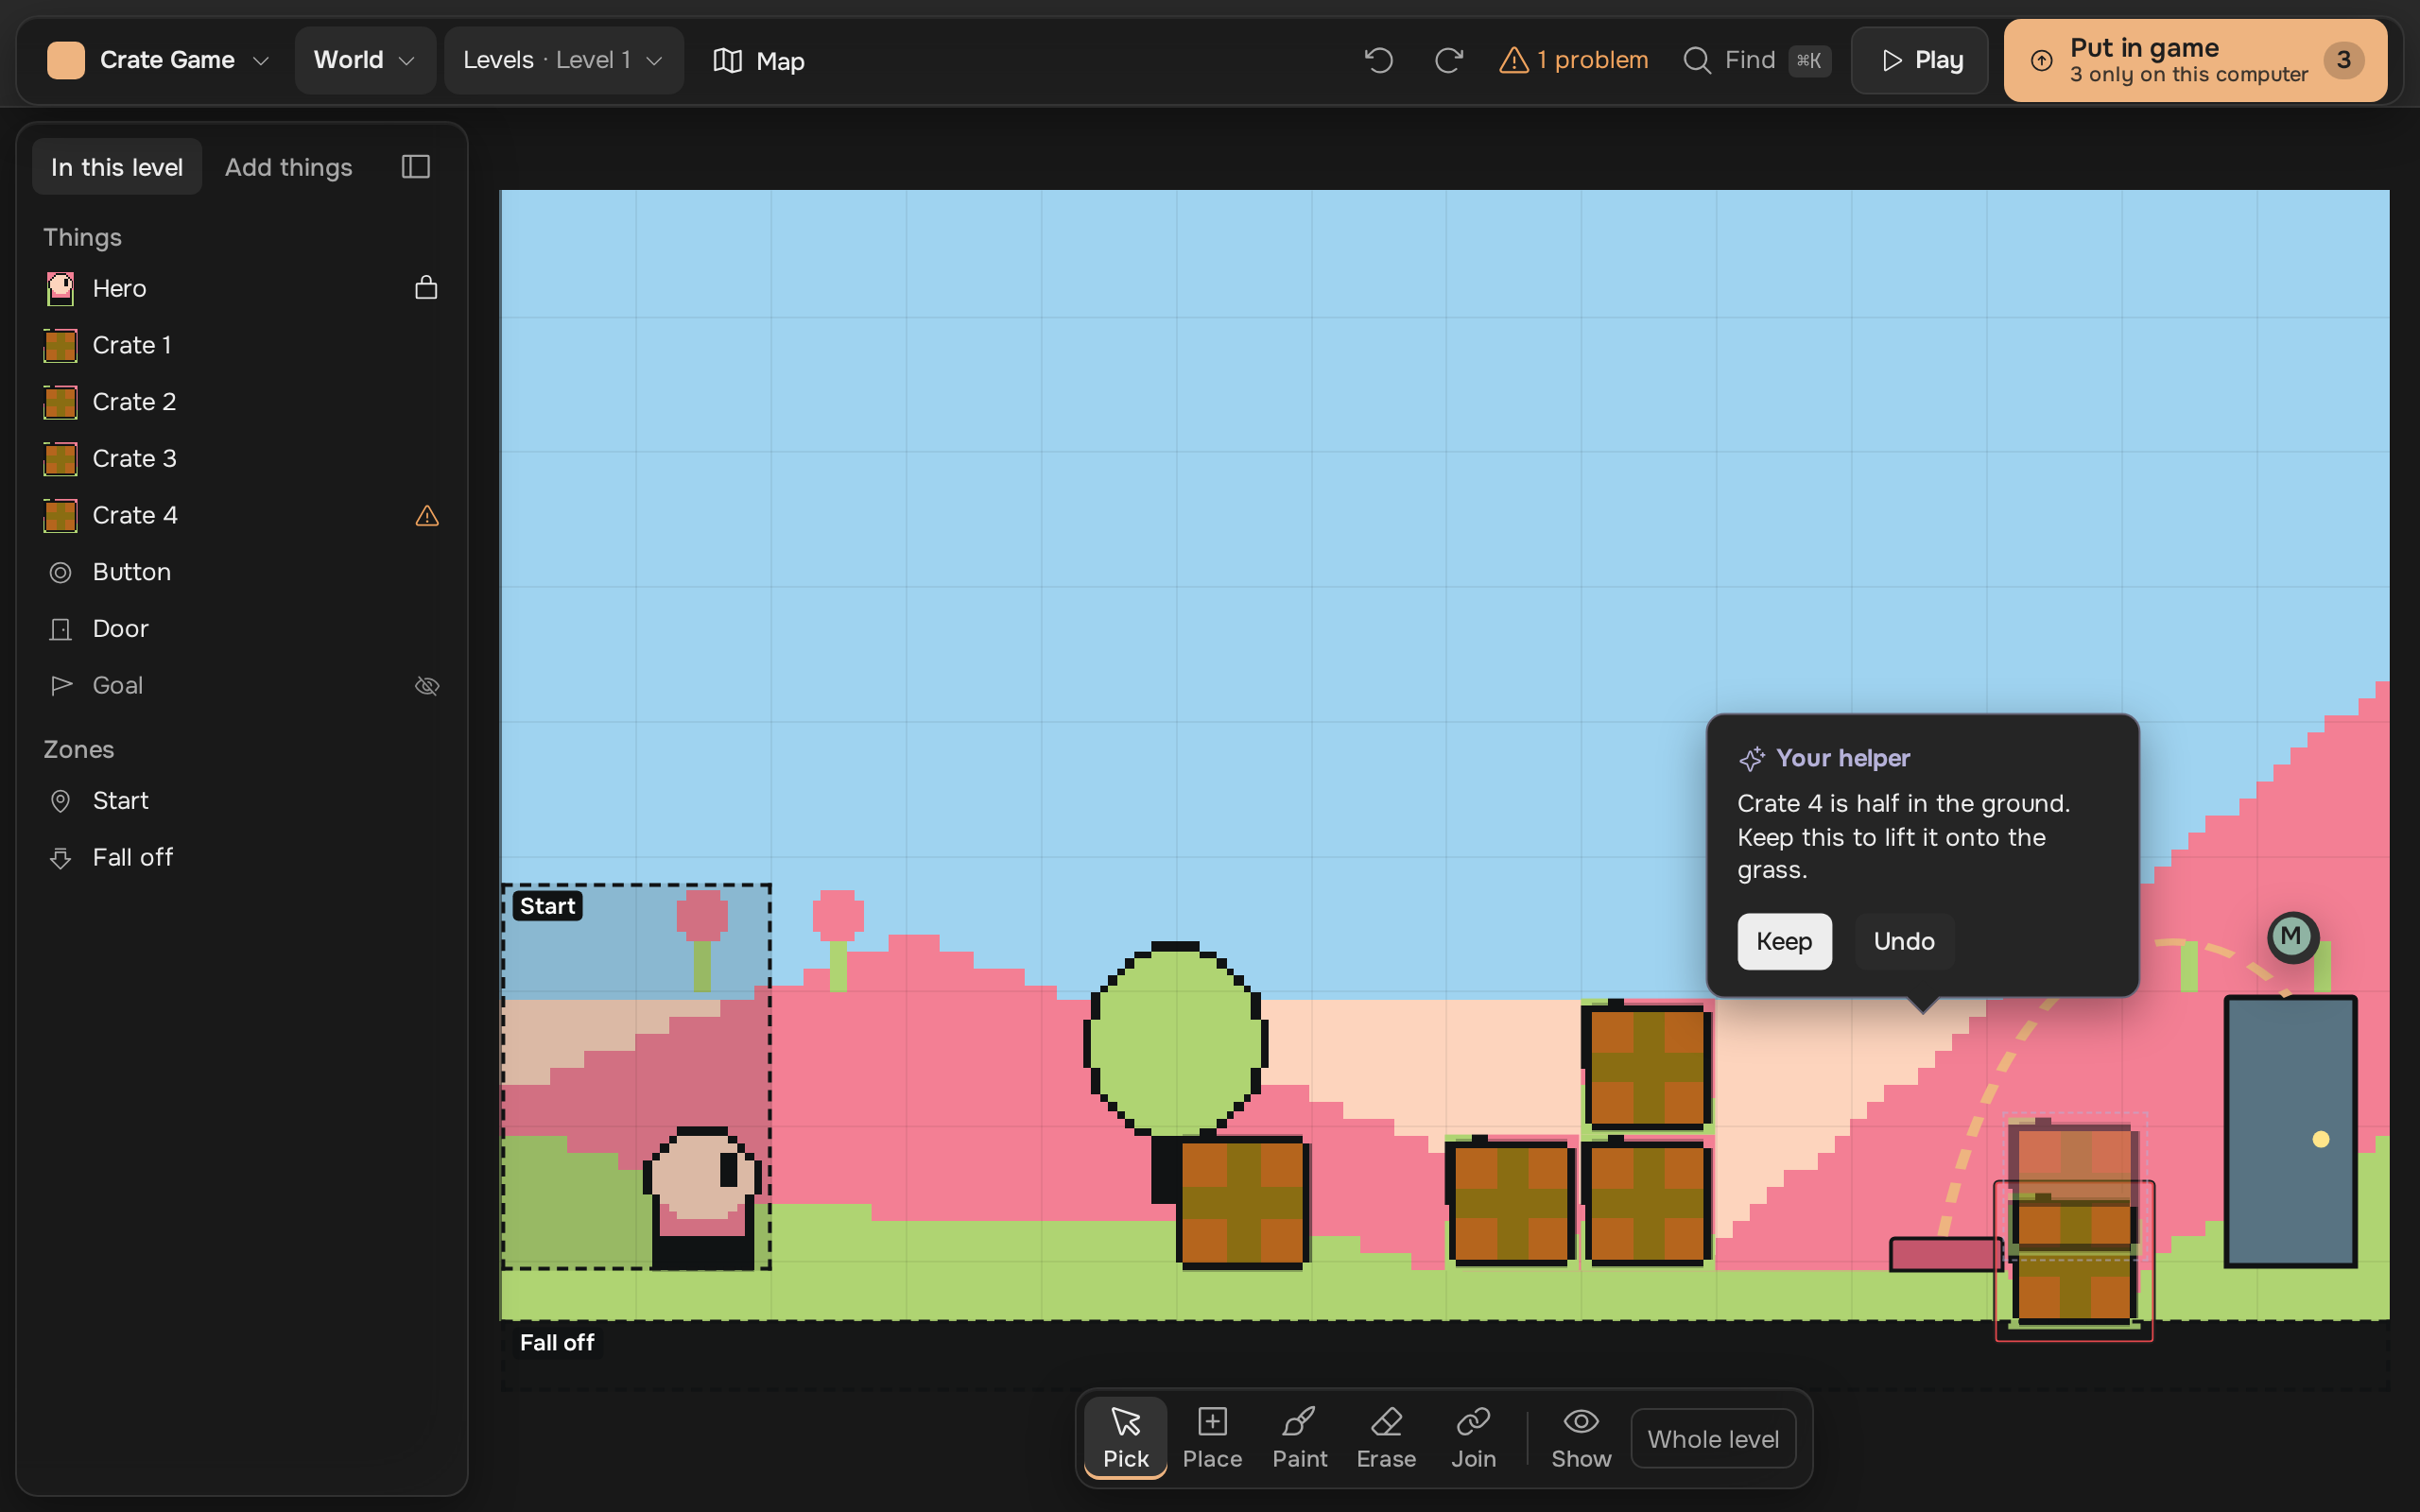 Crate Game
World
Levels · Level 1
Map
1 problem
Find ⌘K
Play
Put in game
3 only on this computer
3
In this level
Add things
Things
Hero
Crate 1
Crate 2
Crate 3
Crate 4
Button
Door
Goal
Zones
Start
Fall off
Start
Your helper
Crate 4 is half in the ground.
Keep this to lift it onto the
grass.
Keep
Undo
M
Fall off
Pick
Place
Paint
Erase
Join
Show
Whole level